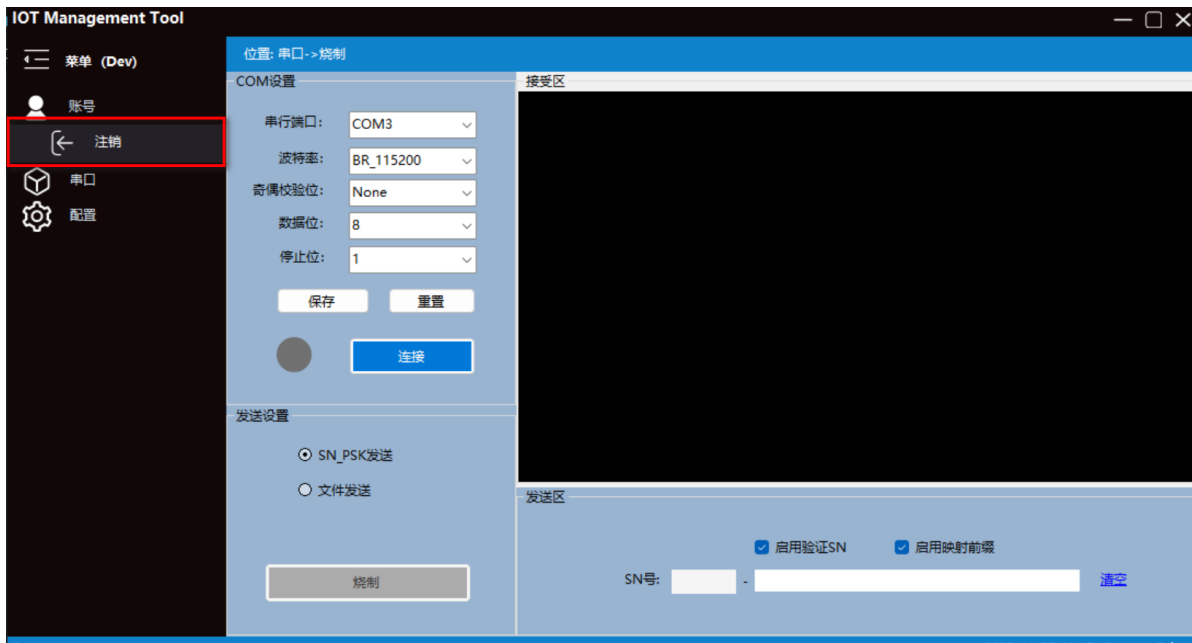 IOT Management Tool
菜单 (Dev)
账号
注销
串口
配置
位置: 串口->烧制
COM设置
串行端口: COM3
波特率: BR_115200
奇偶校验位: None
数据位: 8
停止位: 1
保存 重置
连接
发送设置
SN_PSK发送
文件发送
烧制
接受区
发送区
启用验证SN 启用映射前缀
SN号: - 清空